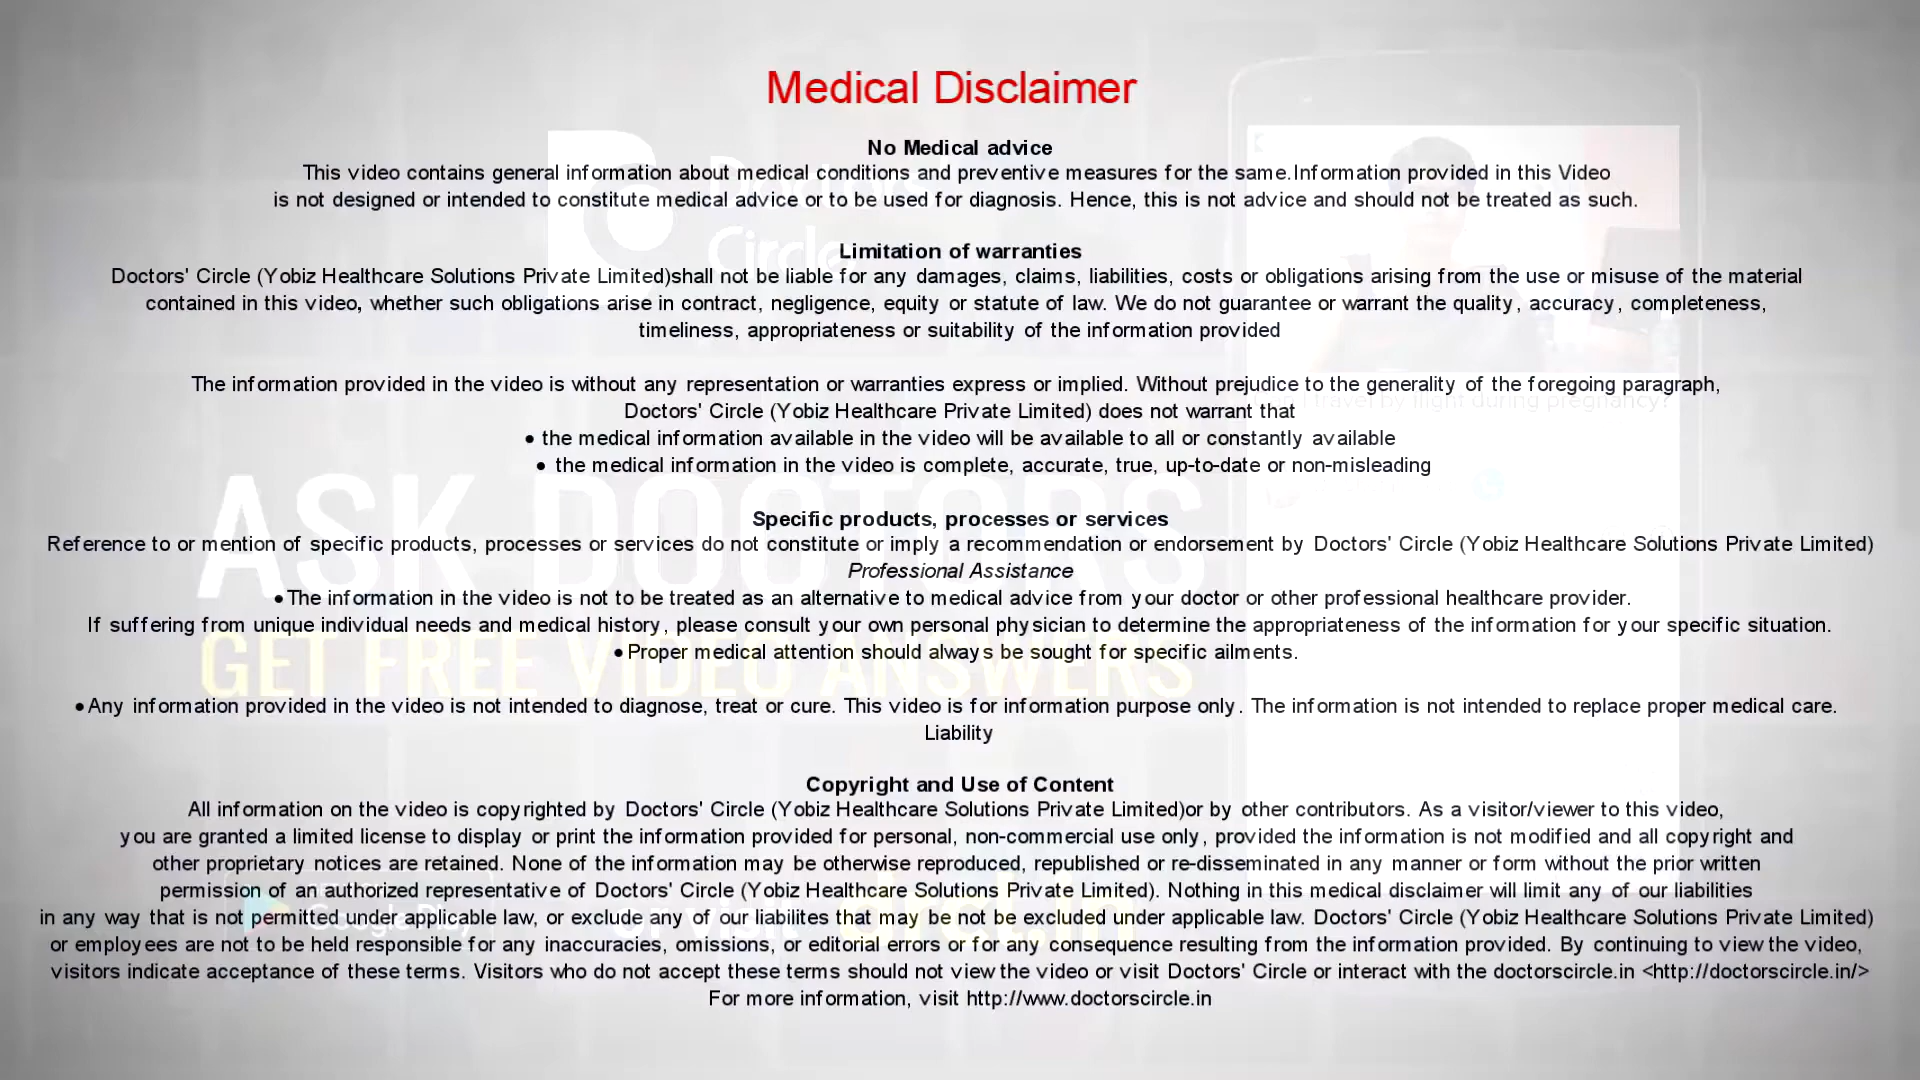 Medical Disclaimer
No Medical advice
This video contains general information about medical conditions and preventive measures for the same.Information provided in this Video
is not designed or intended to constitute medical advice or to be used for diagnosis. Hence, this is not advice and should not be treated as such.
Doctors'
Circle
Limitation of warranties
Doctors' Circle (Yobiz Healthcare Solutions Private Limited)shall not be liable for any damages, claims, liabilities, costs or obligations arising from the use or misuse of the material
contained in this video, whether such obligations arise in contract, negligence, equity or statute of law. We do not guarantee or warrant the quality, accuracy, completeness,
timeliness, appropriateness or suitability of the information provided
The information provided in the video is without any representation or warranties express or implied. Without prejudice to the generality of the foregoing paragraph,
Can I travel by flight during pregnancy?
Doctors' Circle (Yobiz Healthcare Private Limited) does not warrant that
• the medical information available in the video will be available to all or constantly available
• the medical information in the video is complete, accurate, true, up-to-date or non-misleading
ASK DOCTORS
Specific products, processes or services
Reference to or mention of specific products, processes or services do not constitute or imply a recommendation or endorsement by Doctors' Circle (Yobiz Healthcare Solutions Private Limited)
Professional Assistance
•The information in the video is not to be treated as an alternative to medical advice from your doctor or other professional healthcare provider.
If suffering from unique individual needs and medical history, please consult your own personal physician to determine the appropriateness of the information for your specific situation.
•Proper medical attention should always be sought for specific ailments.
GET FREE VIDEO ANSWERS
•Any information provided in the video is not intended to diagnose, treat or cure. This video is for information purpose only. The information is not intended to replace proper medical care.
Liability
Copyright and Use of Content
All information on the video is copyrighted by Doctors' Circle (Yobiz Healthcare Solutions Private Limited)or by other contributors. As a visitor/viewer to this video,
you are granted a limited license to display or print the information provided for personal, non-commercial use only, provided the information is not modified and all copyright and
other proprietary notices are retained. None of the information may be otherwise reproduced, republished or re-disseminated in any manner or form without the prior written
permission of an authorized representative of Doctors' Circle (Yobiz Healthcare Solutions Private Limited). Nothing in this medical disclaimer will limit any of our liabilities
in any way that is not permitted under applicable law, or exclude any of our liabilites that may be not be excluded under applicable law. Doctors' Circle (Yobiz Healthcare Solutions Private Limited)
Google Play
or visit drcl.in
or employees are not to be held responsible for any inaccuracies, omissions, or editorial errors or for any consequence resulting from the information provided. By continuing to view the video,
visitors indicate acceptance of these terms. Visitors who do not accept these terms should not view the video or visit Doctors' Circle or interact with the doctorscircle.in <http://doctorscircle.in/>
For more information, visit http://www.doctorscircle.in